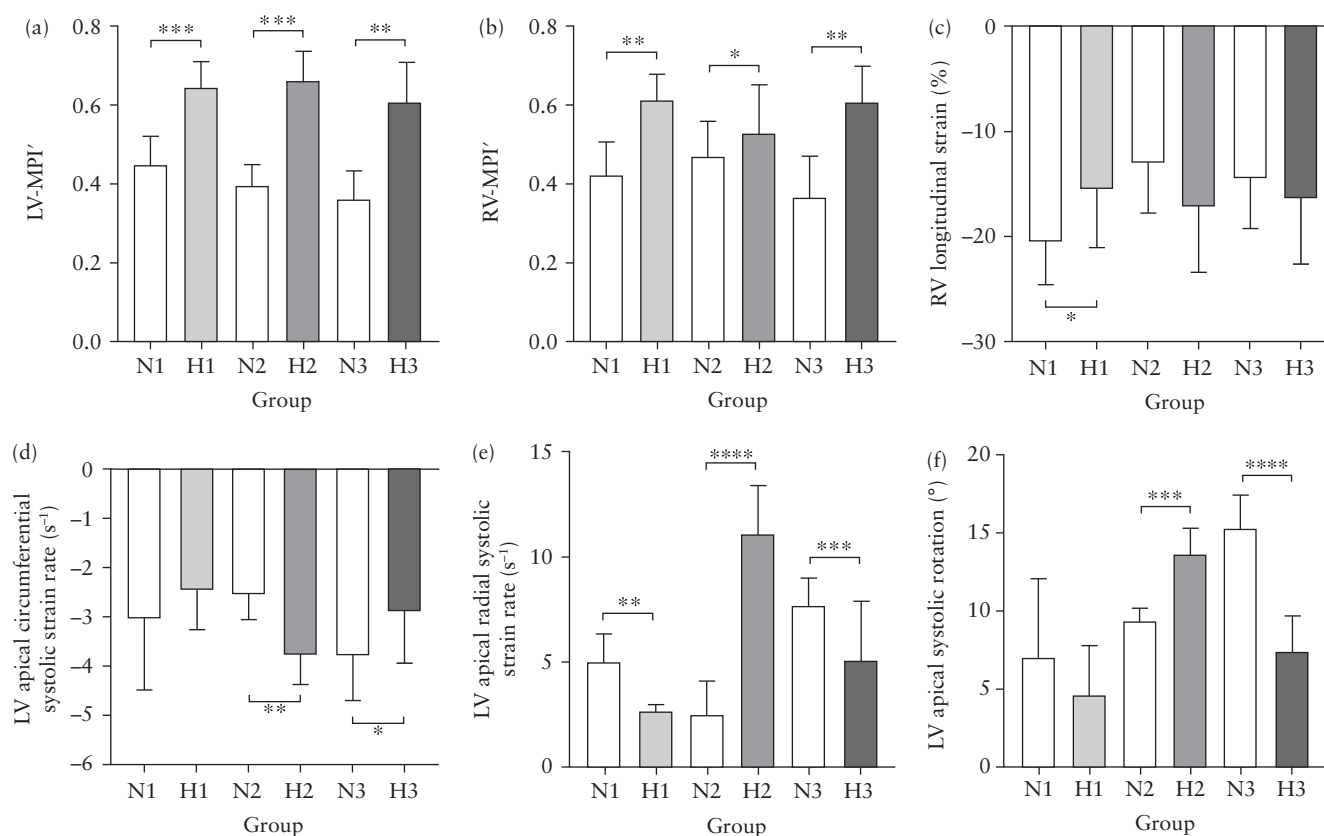 (a)
LV-MPI′
0.8
0.6
0.4
0.2
0.0
***
***
**
N1 H1 N2 H2 N3 H3
Group
(b)
RV-MPI′
0.8
0.6
0.4
0.2
0.0
**
*
**
N1 H1 N2 H2 N3 H3
Group
(c)
RV longitudinal strain (%)
0
−10
−20
−30
*
N1 H1 N2 H2 N3 H3
Group
(d)
LV apical circumferential
systolic strain rate (s⁻¹)
0
−1
−2
−3
−4
−5
−6
**
*
N1 H1 N2 H2 N3 H3
Group
(e)
LV apical radial systolic
strain rate (s⁻¹)
15
10
5
0
**
****
***
N1 H1 N2 H2 N3 H3
Group
(f)
LV apical systolic rotation (°)
20
15
10
5
0
***
****
N1 H1 N2 H2 N3 H3
Group